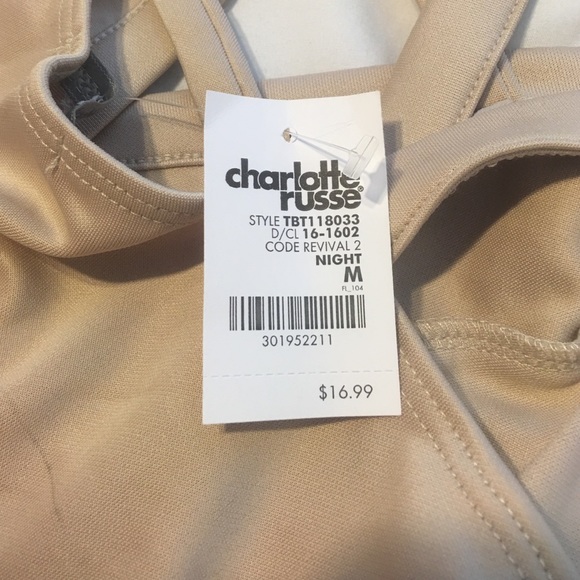 charlotte
russe®
STYLE TBT118033
D/CL 16-1602
CODE REVIVAL 2
NIGHT
M
FL_104
301952211
$16.99